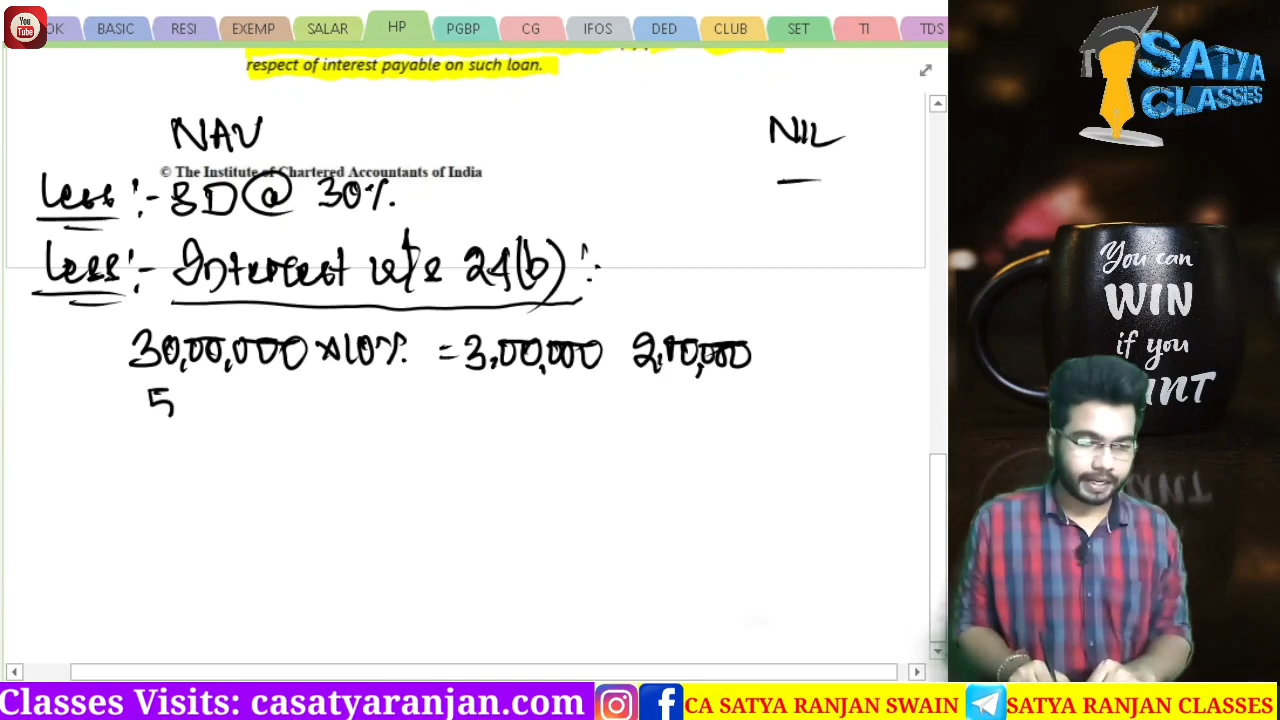 You Tube
OK BASIC RESI EXEMP SALAR HP PGBP CG IFOS DED CLUB SET TI TDS
respect of interest payable on such loan.
NAV NIL
© The Institute of Chartered Accountants of India
Less:- SD@ 30% —
Less:- Interest u/s 24(b):-
30,00,000 × 10% = 3,00,000 2,00,000
5
SATYA
CLASSES
You can
WIN
if you
Classes Visits: casatyaranjan.com CA SATYA RANJAN SWAIN SATYA RANJAN CLASSES